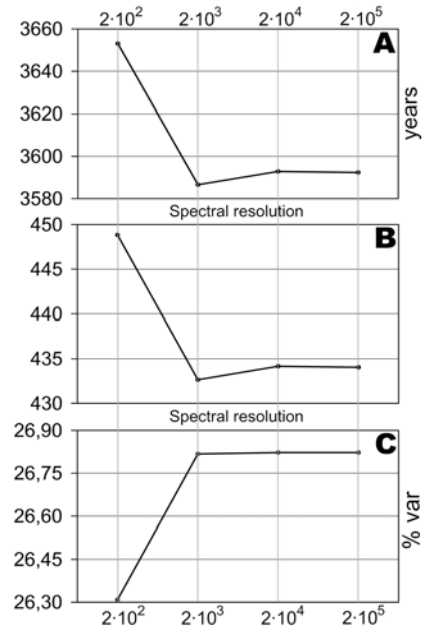 2·10² 2·10³ 2·10⁴ 2·10⁵
3660
A
3640
years
3600
3580
Spectral resolution
450
B
445
440
435
430
Spectral resolution
26,90
C
26,75
26,60
% var
26,45
26,30
2·10² 2·10³ 2·10⁴ 2·10⁵